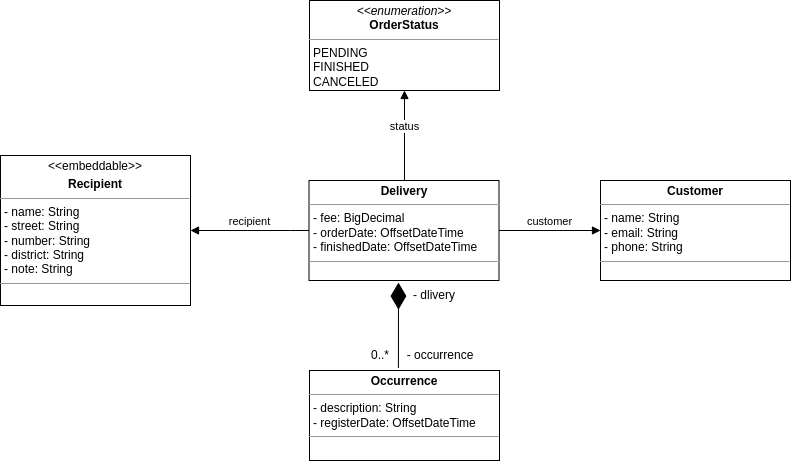 <<enumeration>>
OrderStatus
PENDING
FINISHED
CANCELED
status
<<embeddable>>
Recipient
- name: String
- street: String
- number: String
- district: String
- note: String
recipient
Delivery
- fee: BigDecimal
- orderDate: OffsetDateTime
- finishedDate: OffsetDateTime
customer
Customer
- name: String
- email: String
- phone: String
- dlivery
0..* - occurrence
Occurrence
- description: String
- registerDate: OffsetDateTime